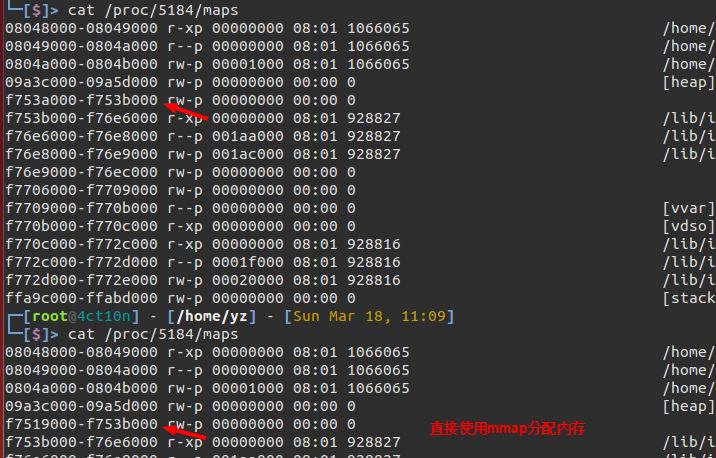 [$]> cat /proc/5184/maps
08048000-08049000 r-xp 00000000 08:01 1066065 /home/
08049000-0804a000 r--p 00000000 08:01 1066065 /home/
0804a000-0804b000 rw-p 00001000 08:01 1066065 /home/
09a3c000-09a5d000 rw-p 00000000 00:00 0 [heap]
f753a000-f753b000 rw-p 00000000 00:00 0
f753b000-f76e6000 r-xp 00000000 08:01 928827 /lib/i
f76e6000-f76e8000 r--p 001aa000 08:01 928827 /lib/i
f76e8000-f76e9000 rw-p 001ac000 08:01 928827 /lib/i
f76e9000-f76ec000 rw-p 00000000 00:00 0
f7706000-f7709000 rw-p 00000000 00:00 0
f7709000-f770b000 r--p 00000000 00:00 0 [vvar]
f770b000-f770c000 r-xp 00000000 00:00 0 [vdso]
f770c000-f772c000 r-xp 00000000 08:01 928816 /lib/i
f772c000-f772d000 r--p 0001f000 08:01 928816 /lib/i
f772d000-f772e000 rw-p 00020000 08:01 928816 /lib/i
ffa9c000-ffabd000 rw-p 00000000 00:00 0 [stack
[root@4ct10n] - [/home/yz] - [Sun Mar 18, 11:09]
[$]> cat /proc/5184/maps
08048000-08049000 r-xp 00000000 08:01 1066065 /home/
08049000-0804a000 r--p 00000000 08:01 1066065 /home/
0804a000-0804b000 rw-p 00001000 08:01 1066065 /home/
09a3c000-09a5d000 rw-p 00000000 00:00 0 [heap]
f7519000-f753b000 rw-p 00000000 00:00 0 直接使用mmap分配内存
f753b000-f76e6000 r-xp 00000000 08:01 928827 /lib/i